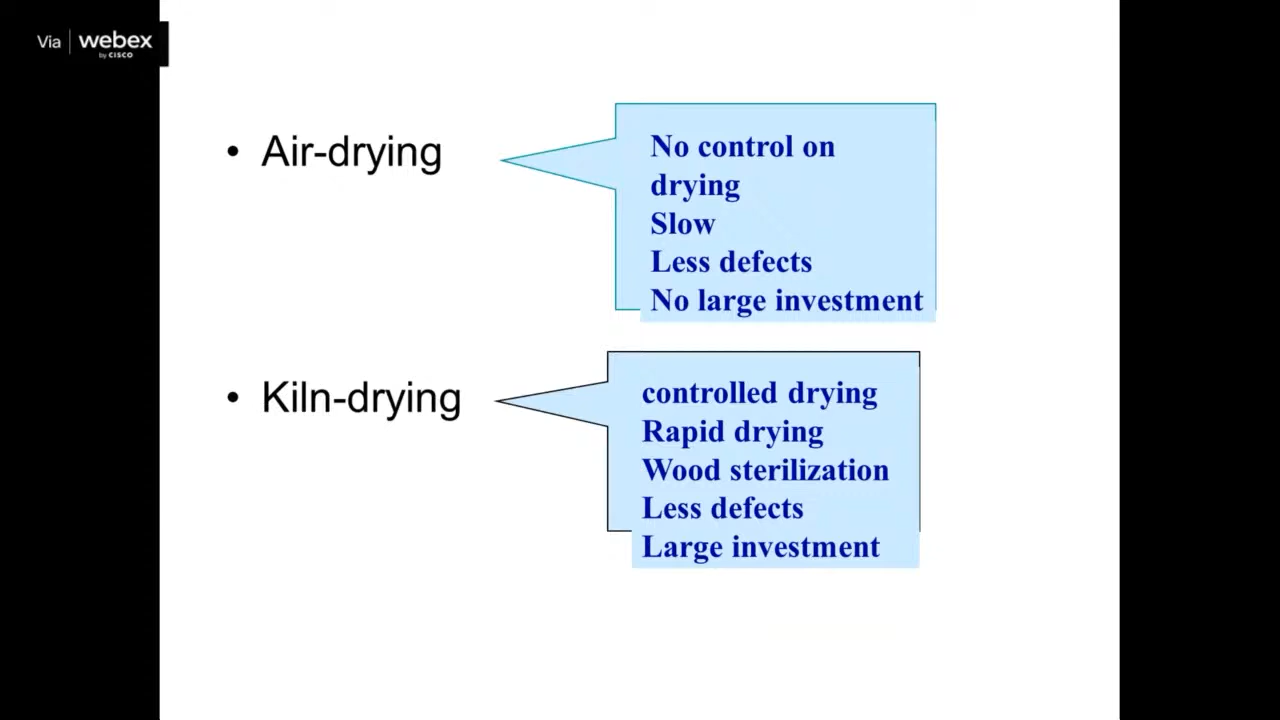 Via webex
by CISCO
• Air-drying
No control on
drying
Slow
Less defects
No large investment
• Kiln-drying
controlled drying
Rapid drying
Wood sterilization
Less defects
Large investment